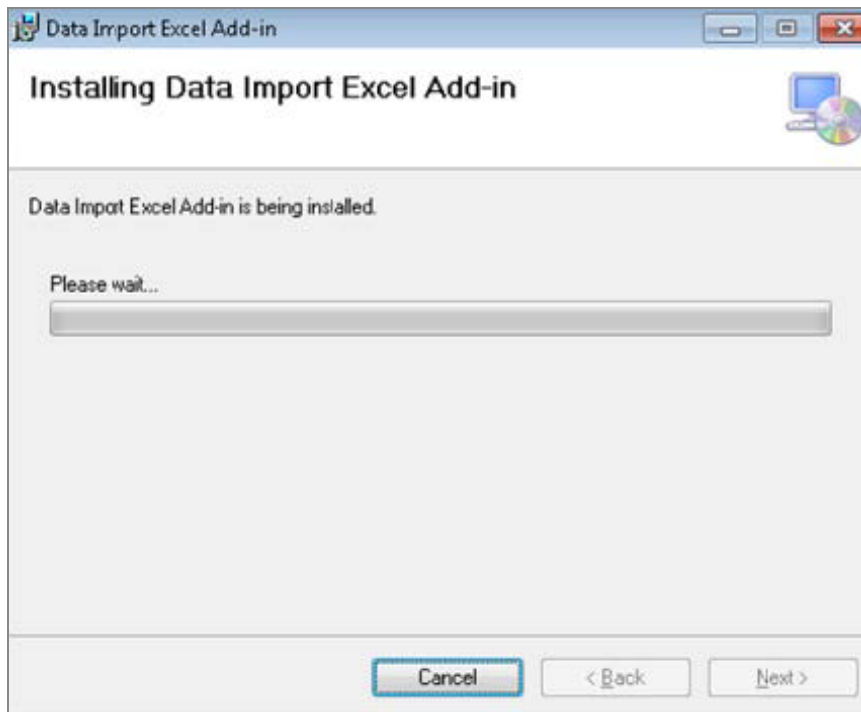 Data Import Excel Add-in
Installing Data Import Excel Add-in
Data Import Excel Add-in is being installed.
Please wait...
Cancel
< Back
Next >